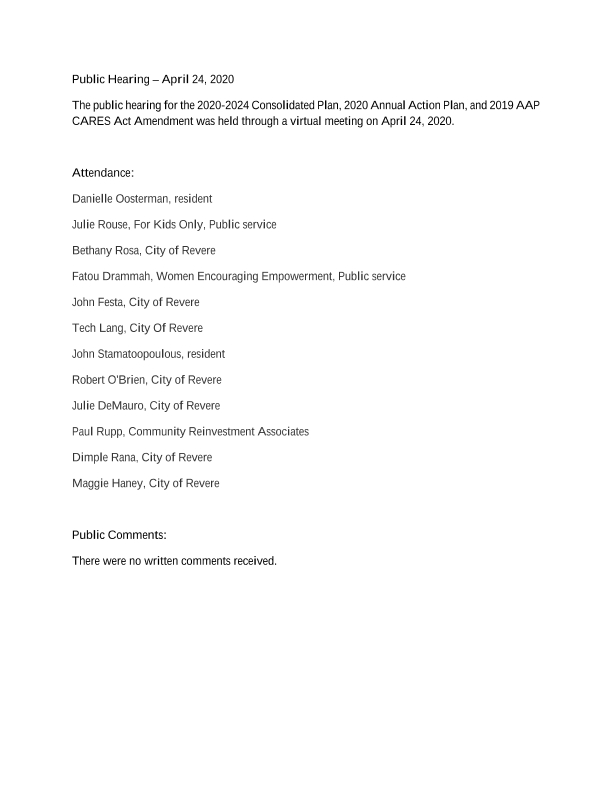 Public Hearing – April 24, 2020
The public hearing for the 2020-2024 Consolidated Plan, 2020 Annual Action Plan, and 2019 AAP
CARES Act Amendment was held through a virtual meeting on April 24, 2020.
Attendance:
Danielle Oosterman, resident
Julie Rouse, For Kids Only, Public service
Bethany Rosa, City of Revere
Fatou Drammah, Women Encouraging Empowerment, Public service
John Festa, City of Revere
Tech Lang, City Of Revere
John Stamatoopoulous, resident
Robert O'Brien, City of Revere
Julie DeMauro, City of Revere
Paul Rupp, Community Reinvestment Associates
Dimple Rana, City of Revere
Maggie Haney, City of Revere
Public Comments:
There were no written comments received.